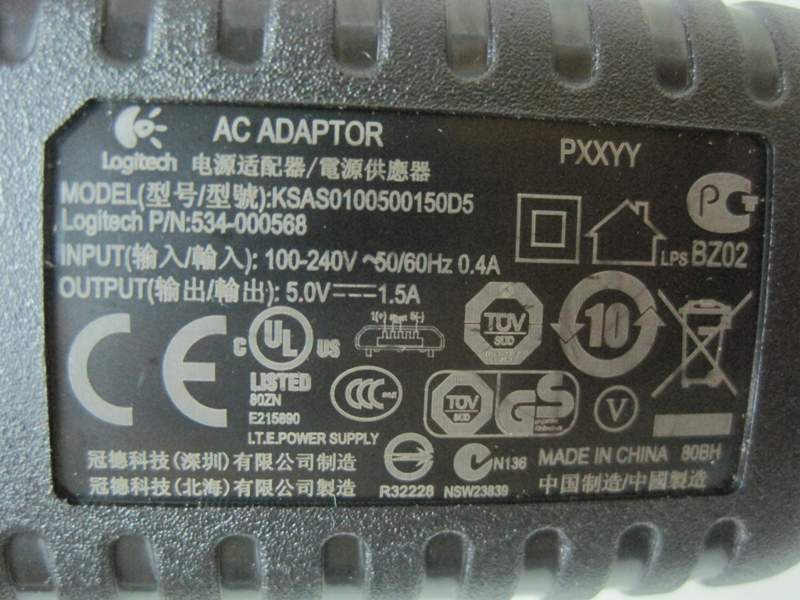 AC ADAPTOR
Logitech 电源适配器/電源供應器
PXXYY
MODEL(型号/型號):KSAS0100500150D5
Logitech P/N:534-000568
INPUT(输入/輸入): 100-240V ~50/60Hz 0.4A
OUTPUT(输出/輸出): 5.0V 1.5A
P
LPS BZ02
C UL US
LISTED
80ZN
E215890
I.T.E.POWER SUPPLY
1(+) 5(-)
CCC
TÜV
SÜD
10
TÜV
SÜD
GS
V
冠德科技(深圳)有限公司制造
冠德科技(北海)有限公司製造
R32228
N136
NSW23839
MADE IN CHINA 80BH
中国制造/中國製造